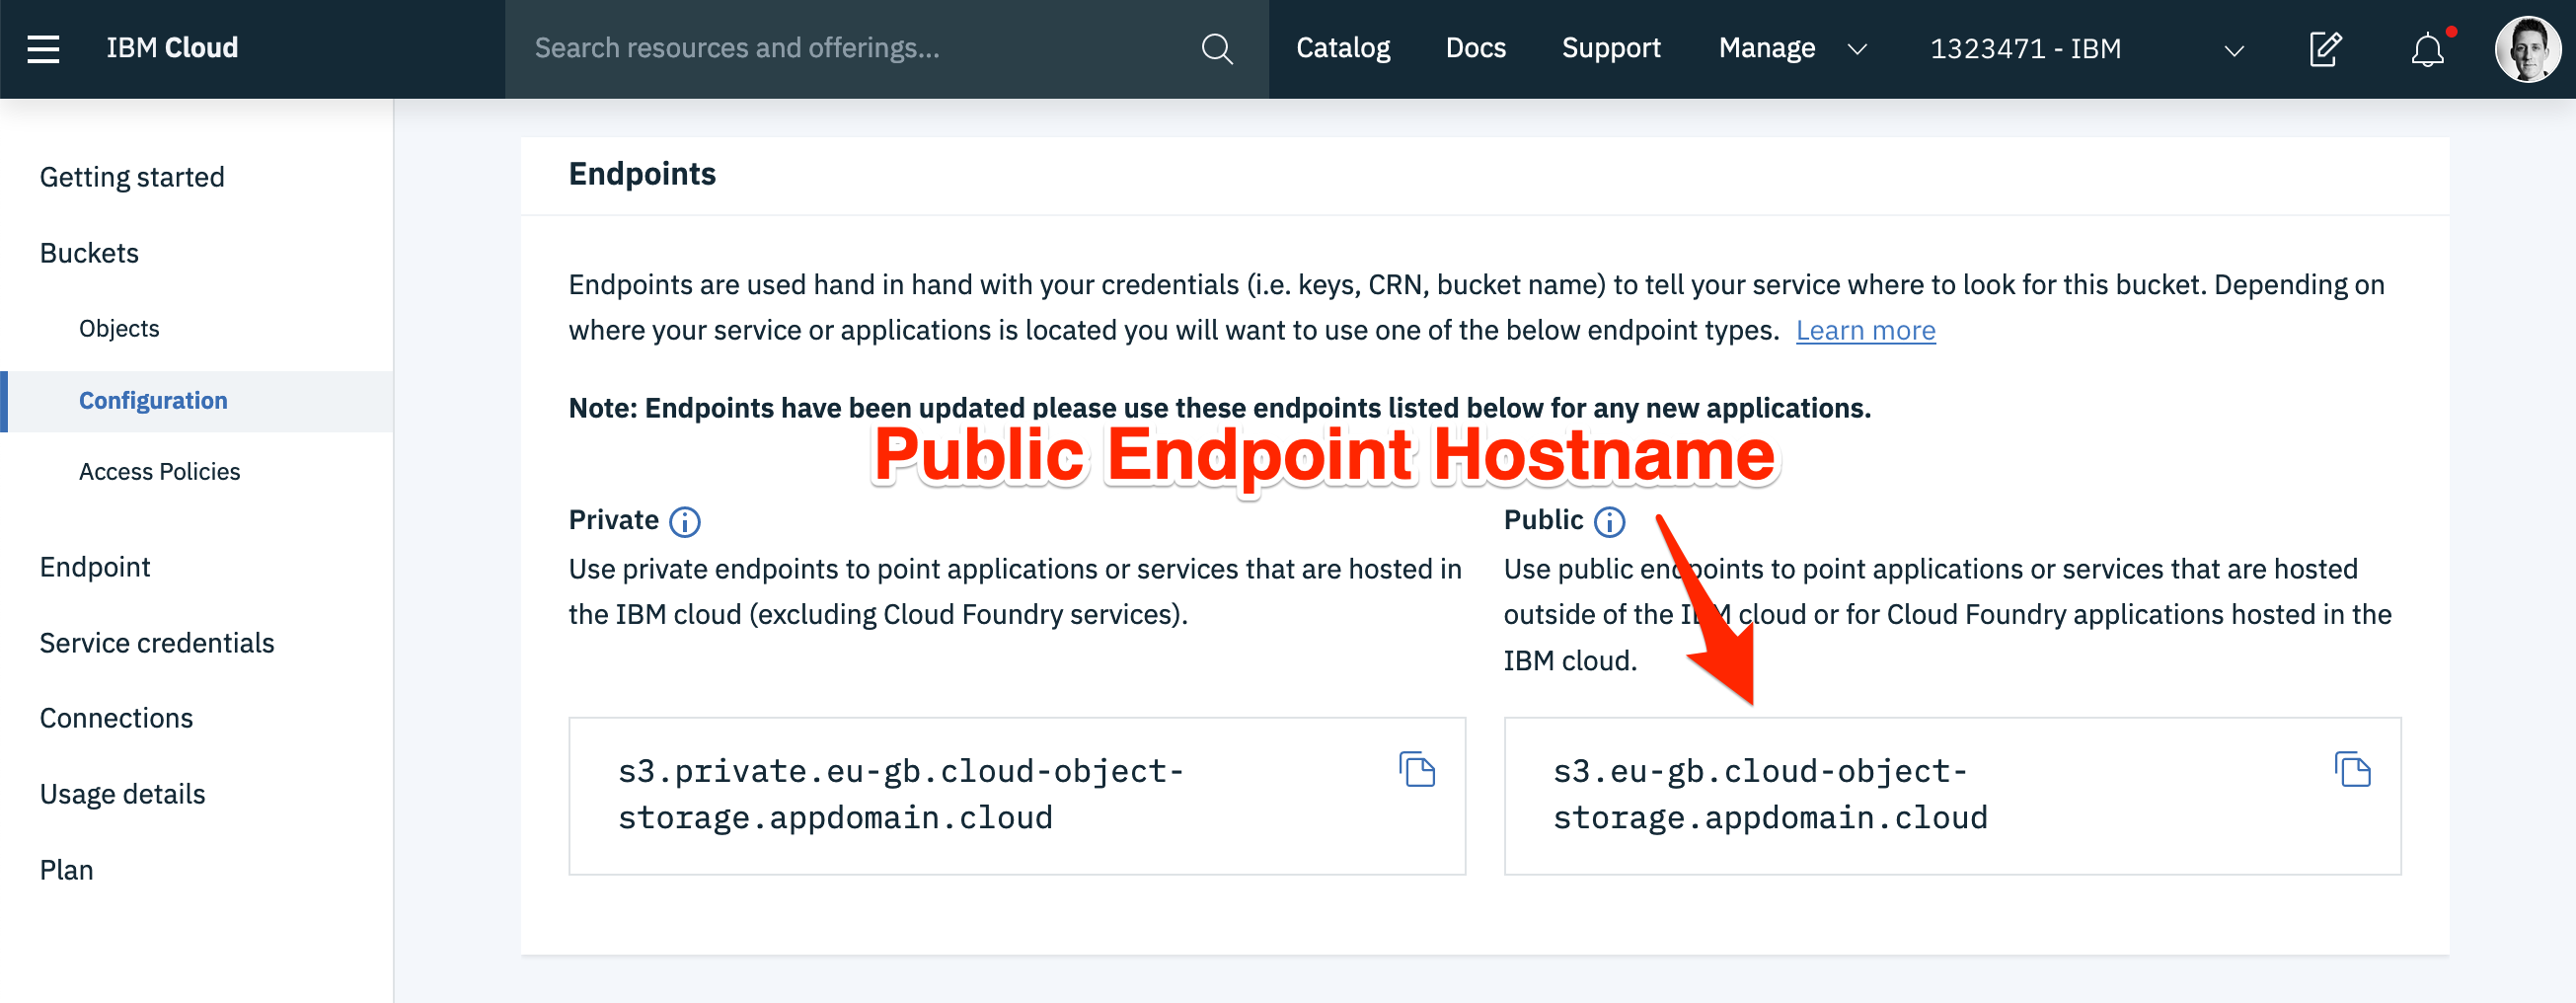 IBM Cloud
Search resources and offerings...
Catalog
Docs
Support
Manage
1323471 - IBM
Getting started
Buckets
Objects
Configuration
Access Policies
Endpoint
Service credentials
Connections
Usage details
Plan
Endpoints
Endpoints are used hand in hand with your credentials (i.e. keys, CRN, bucket name) to tell your service where to look for this bucket. Depending on
where your service or applications is located you will want to use one of the below endpoint types. Learn more
Note: Endpoints have been updated please use these endpoints listed below for any new applications.
Public Endpoint Hostname
Private
Use private endpoints to point applications or services that are hosted in
the IBM cloud (excluding Cloud Foundry services).
s3.private.eu-gb.cloud-object-
storage.appdomain.cloud
Public
Use public endpoints to point applications or services that are hosted
outside of the IBM cloud or for Cloud Foundry applications hosted in the
IBM cloud.
s3.eu-gb.cloud-object-
storage.appdomain.cloud